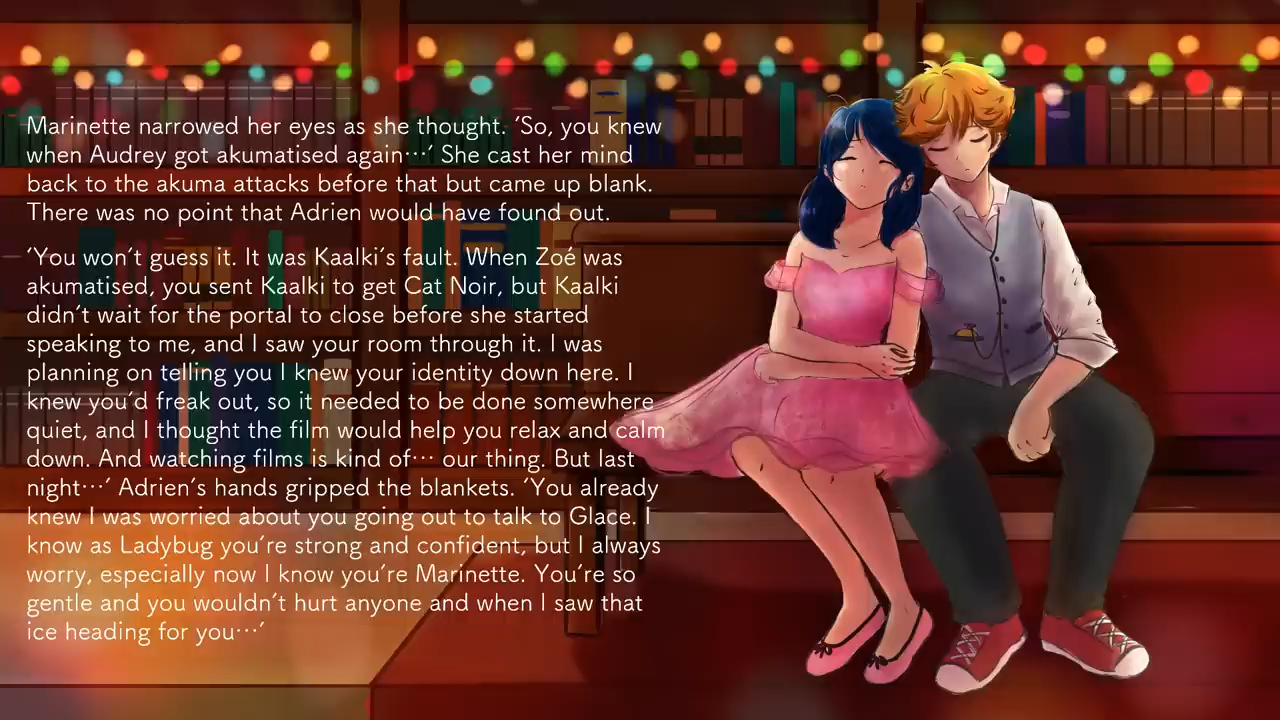 Marinette narrowed her eyes as she thought. ‘So, you knew
when Audrey got akumatised again…’ She cast her mind
back to the akuma attacks before that but came up blank.
There was no point that Adrien would have found out.
‘You won’t guess it. It was Kaalki’s fault. When Zoé was
akumatised, you sent Kaalki to get Cat Noir, but Kaalki
didn’t wait for the portal to close before she started
speaking to me, and I saw your room through it. I was
planning on telling you I knew your identity down here. I
knew you’d freak out, so it needed to be done somewhere
quiet, and I thought the film would help you relax and calm
down. And watching films is kind of… our thing. But last
night…’ Adrien’s hands gripped the blankets. ‘You already
knew I was worried about you going out to talk to Glace. I
know as Ladybug you’re strong and confident, but I always
worry, especially now I know you’re Marinette. You’re so
gentle and you wouldn’t hurt anyone and when I saw that
ice heading for you…’